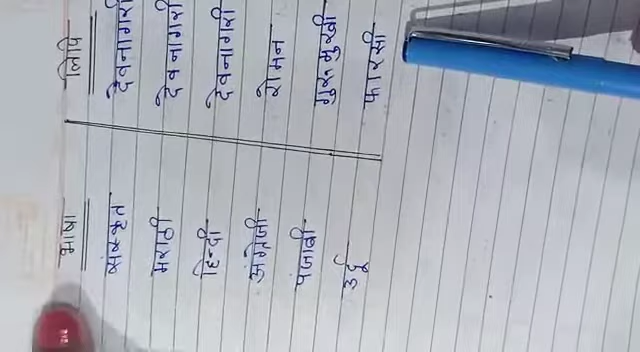 भाषा लिपि
संस्कृत देवनागरी
मराठी देवनागरी
हिन्दी देवनागरी
अंग्रेजी रोमन
पंजाबी गुरूमुखी
उर्दू फारसी